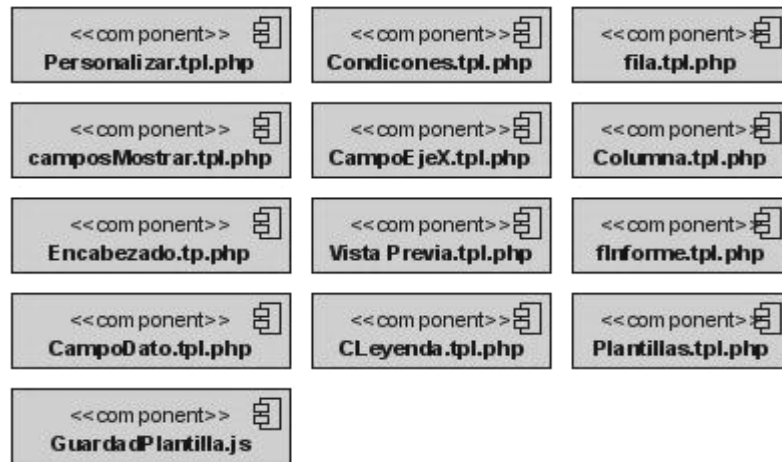 <<component>>
Personalizar.tpl.php
<<component>>
Condicones.tpl.php
<<component>>
fila.tpl.php
<<component>>
camposMostrar.tpl.php
<<component>>
CampoEjeX.tpl.php
<<component>>
Columna.tpl.php
<<component>>
Encabezado.tp.php
<<component>>
Vista Previa.tpl.php
<<component>>
fInforme.tpl.php
<<component>>
CampoDato.tpl.php
<<component>>
CLeyenda.tpl.php
<<component>>
Plantillas.tpl.php
<<component>>
GuardadPlantilla.js